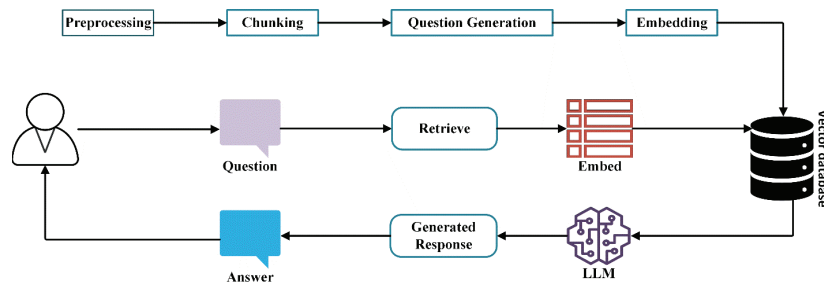 Preprocessing
Chunking
Question Generation
Embedding
Question
Retrieve
Embed
Vector database
Answer
Generated
Response
LLM